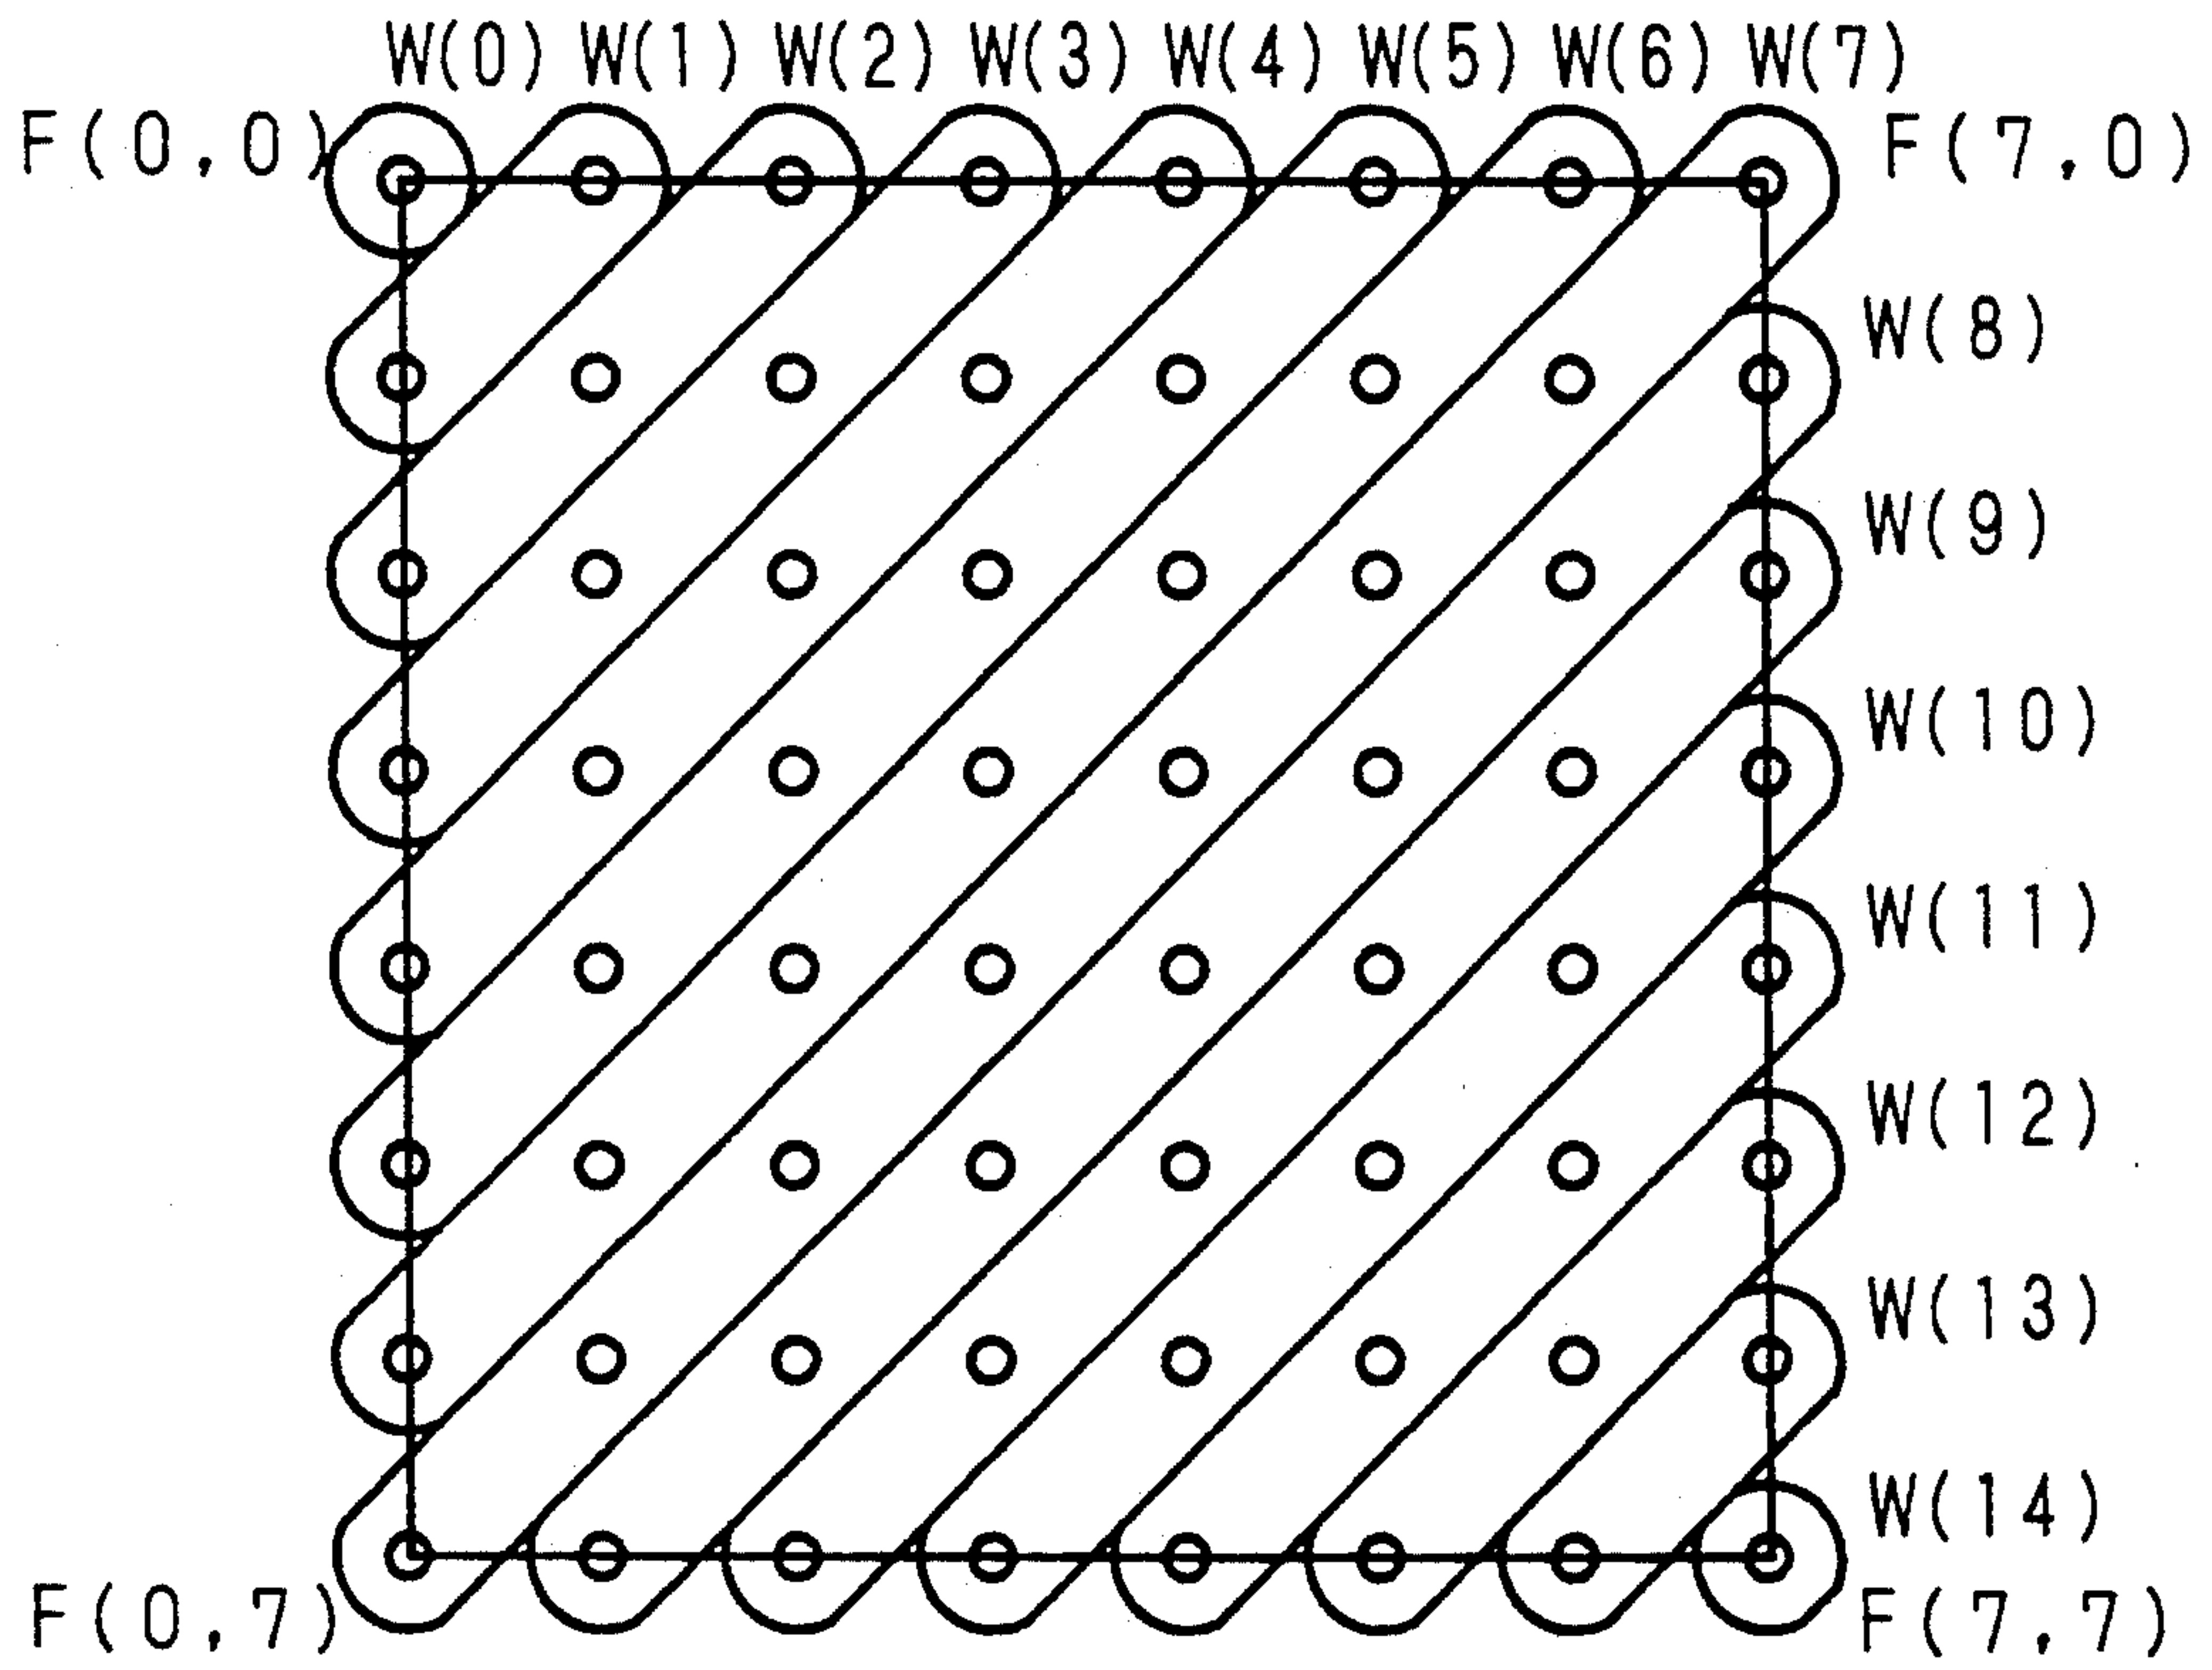 W(0) W(1) W(2) W(3) W(4) W(5) W(6) W(7)
F(0,0) F(7,0)
W(8)
W(9)
W(10)
W(11)
W(12)
W(13)
W(14)
F(0,7) F(7,7)